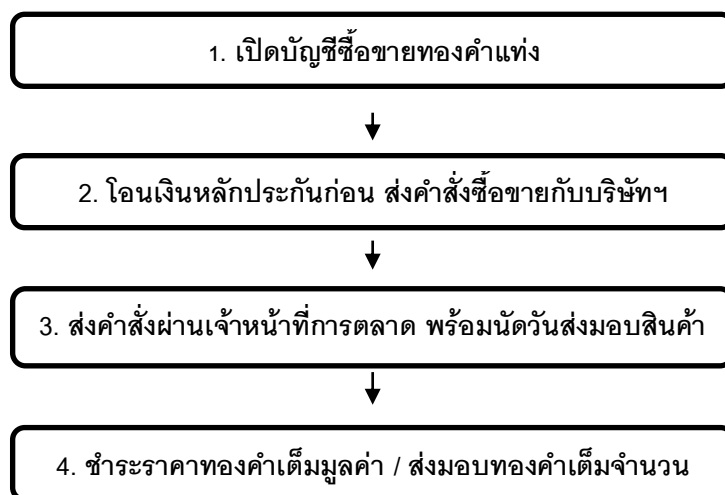 1. เปิดบัญชีซื้อขายทองคำแท่ง
2. โอนเงินหลักประกันก่อน ส่งคำสั่งซื้อขายกับบริษัทฯ
3. ส่งคำสั่งผ่านเจ้าหน้าที่การตลาด พร้อมนัดวันส่งมอบสินค้า
4. ชำระราคาทองคำเต็มมูลค่า / ส่งมอบทองคำเต็มจำนวน